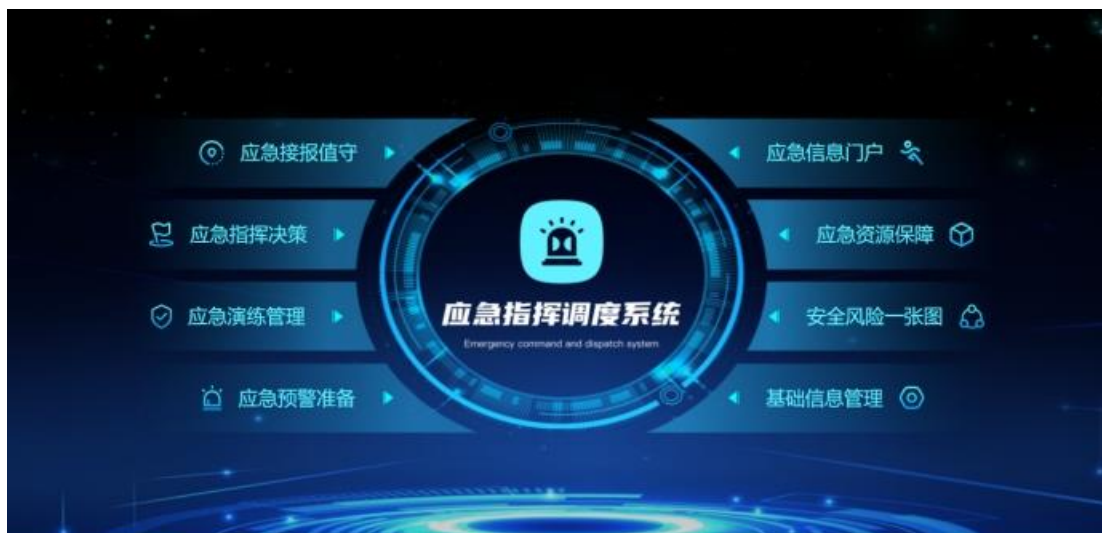 应急接报值守
应急指挥决策
应急演练管理
应急预警准备
应急指挥调度系统
Emergency command and dispatch system
应急信息门户
应急资源保障
安全风险一张图
基础信息管理